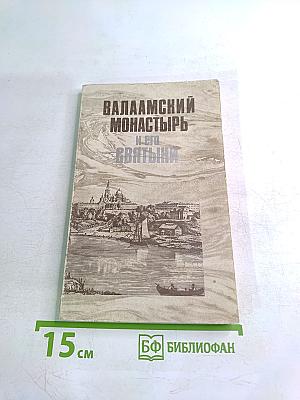 ВАЛААМСКИЙ
МОНАСТЫРЬ
И ЕГО
СВЯТЫНИ
15 см
БФ БИБЛИОФАН